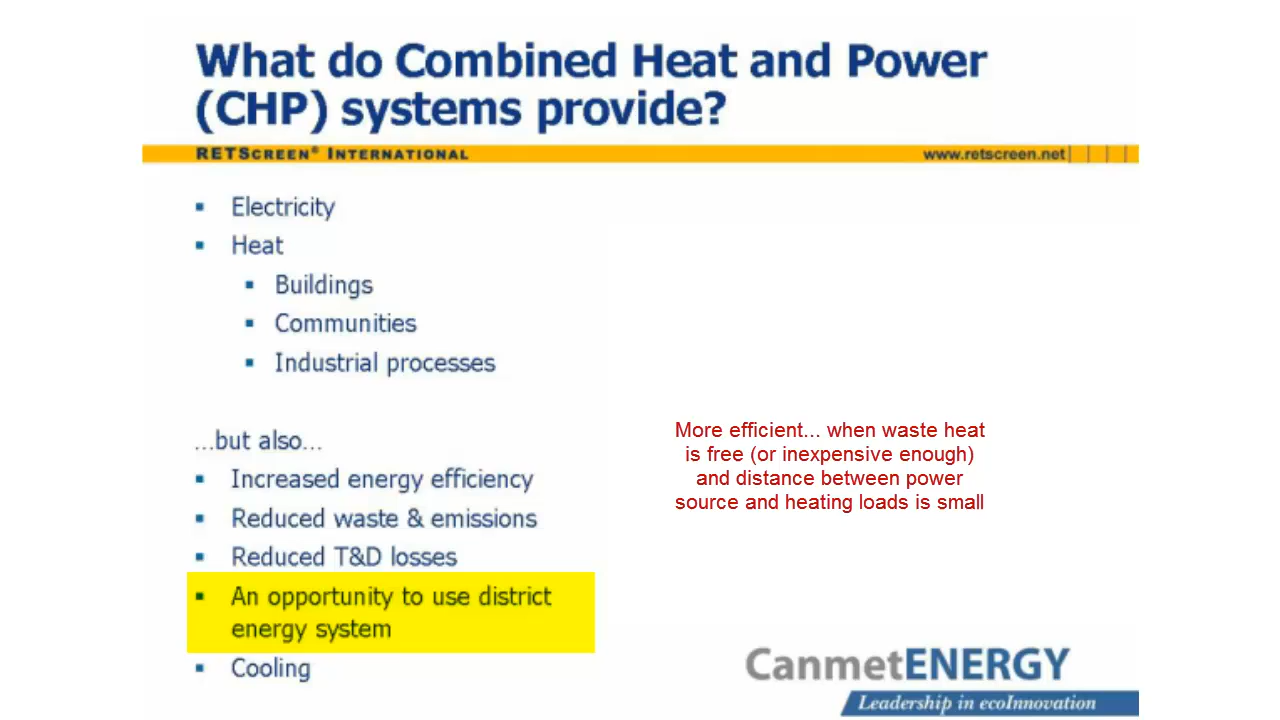 What do Combined Heat and Power
(CHP) systems provide?
RETSCREEN® INTERNATIONAL
www.retscreen.net
Electricity
Heat
Buildings
Communities
Industrial processes
...but also...
Increased energy efficiency
Reduced waste & emissions
Reduced T&D losses
An opportunity to use district
energy system
Cooling
More efficient... when waste heat
is free (or inexpensive enough)
and distance between power
source and heating loads is small
CanmetENERGY
Leadership in ecoInnovation